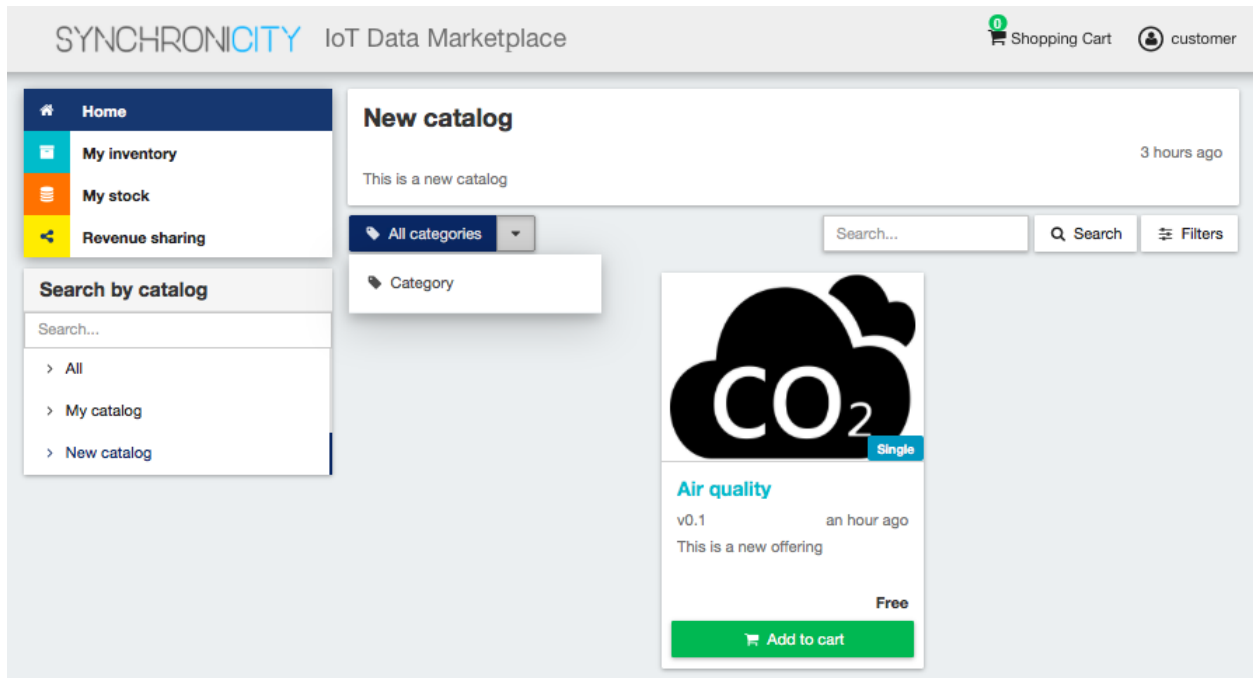 SYNCHRONICITY IoT Data Marketplace
0
Shopping Cart
customer
Home
My inventory
My stock
Revenue sharing
Search by catalog
Search...
All
My catalog
New catalog
New catalog
3 hours ago
This is a new catalog
All categories
Search...
Search
Filters
Category
CO2
Single
Air quality
v0.1 an hour ago
This is a new offering
Free
Add to cart